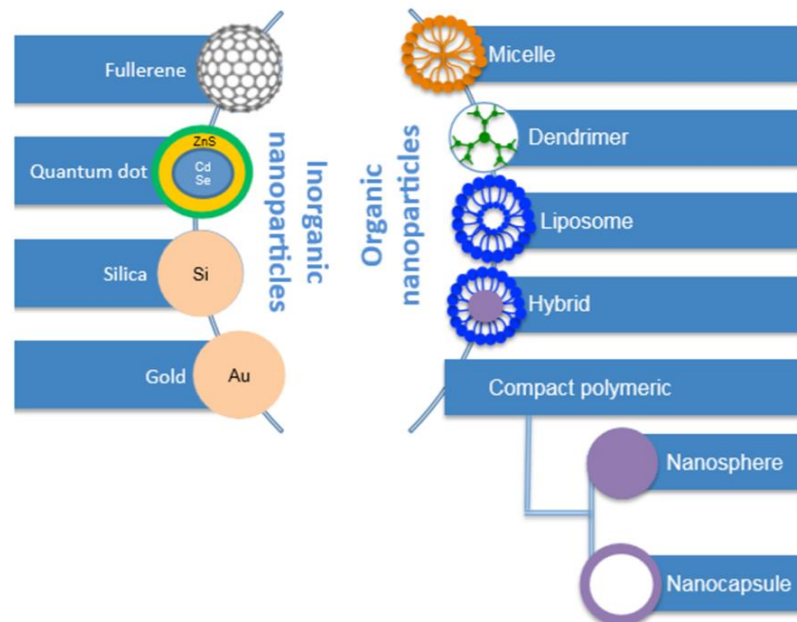 Fullerene
Quantum dot
ZnS
Cd
Se
Silica
Si
Gold
Au
Inorganic
nanoparticles
Organic
nanoparticles
Micelle
Dendrimer
Liposome
Hybrid
Compact polymeric
Nanosphere
Nanocapsule